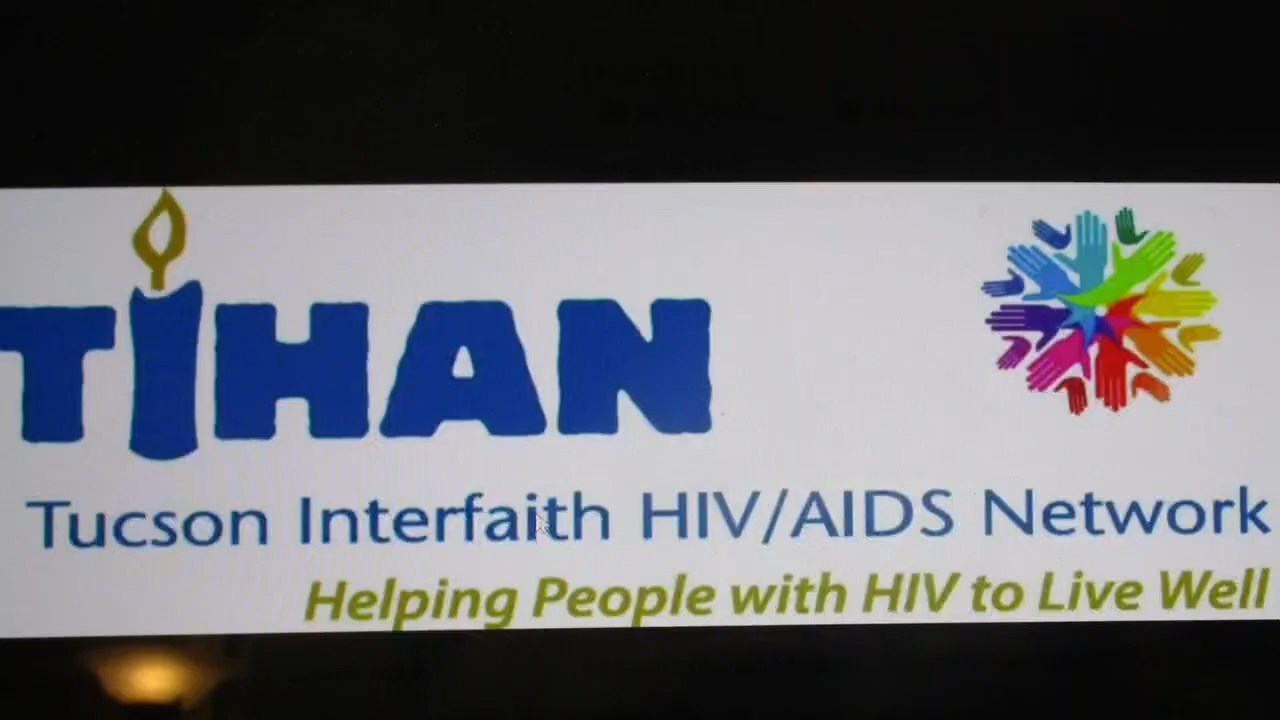 TIHAN
Tucson Interfaith HIV/AIDS Network
Helping People with HIV to Live Well